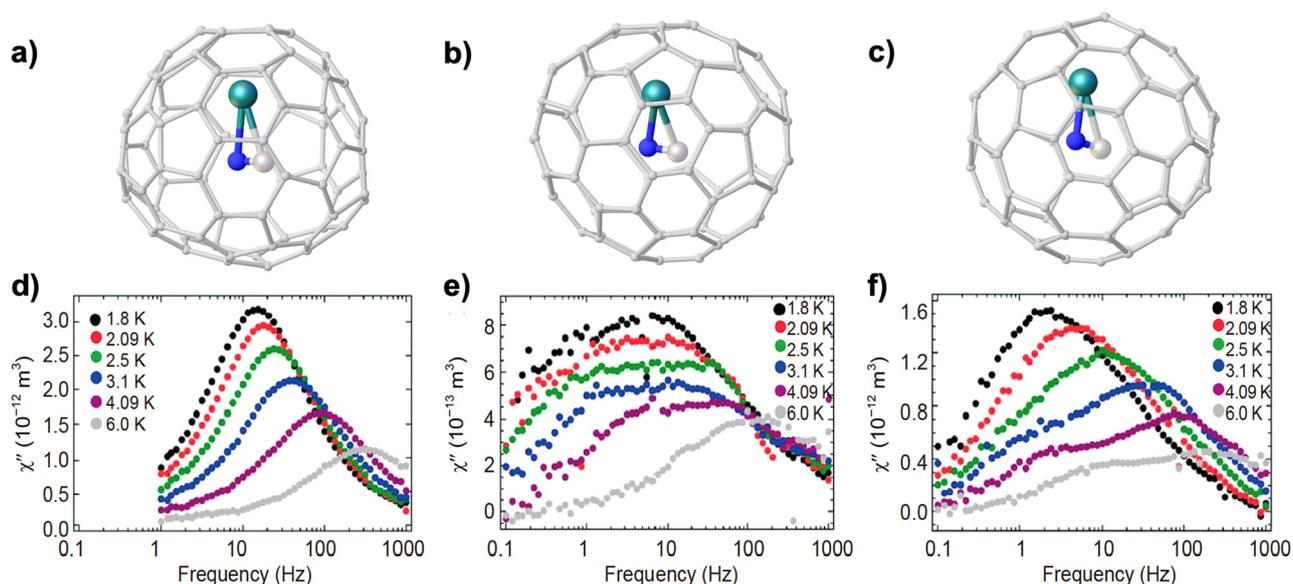 a)
b)
c)
d)
3.0
2.5
2.0
1.5
1.0
0.5
0.0
χ″ (10⁻¹² m³)
1.8 K
2.09 K
2.5 K
3.1 K
4.09 K
6.0 K
0.1 1 10 100 1000
Frequency (Hz)
e)
8
6
4
2
0
χ″ (10⁻¹³ m³)
1.8 K
2.09 K
2.5 K
3.1 K
4.09 K
6.0 K
0.1 1 10 100 1000
Frequency (Hz)
f)
1.6
1.2
0.8
0.4
0.0
χ″ (10⁻¹² m³)
1.8 K
2.09 K
2.5 K
3.1 K
4.09 K
6.0 K
0.1 1 10 100 1000
Frequency (Hz)